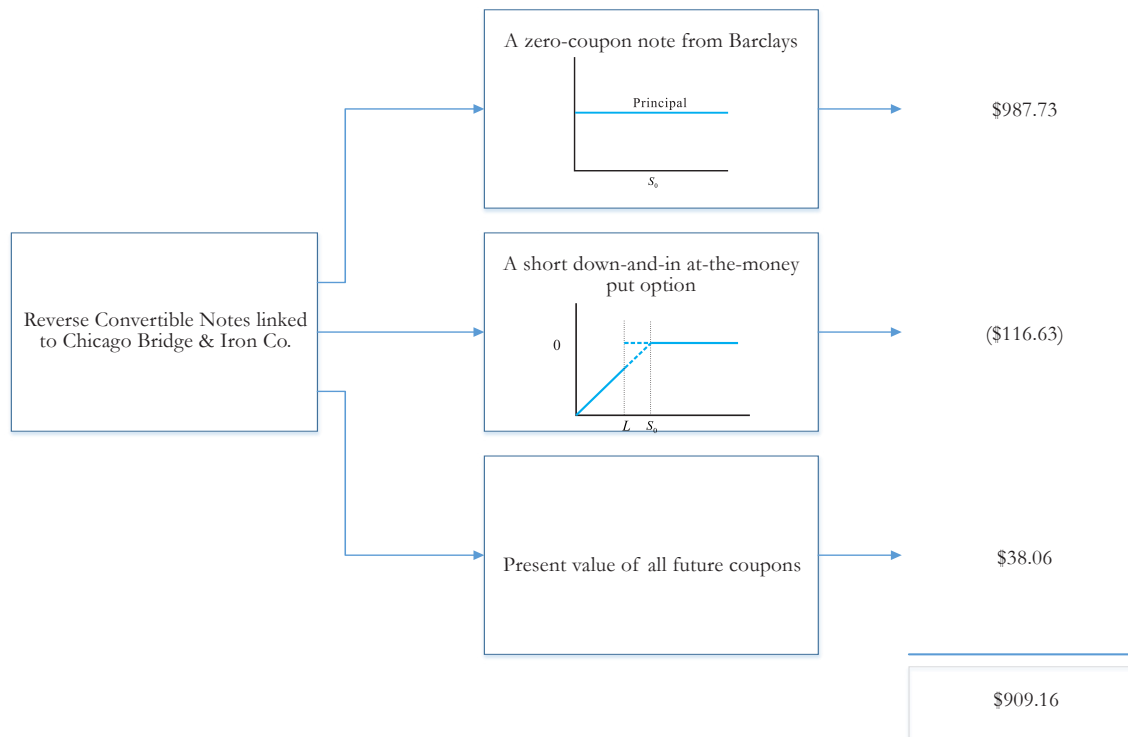 A zero-coupon note from Barclays
Principal
S₀
$987.73
Reverse Convertible Notes linked
to Chicago Bridge & Iron Co.
A short down-and-in at-the-money
put option
0
L S₀
($116.63)
Present value of all future coupons
$38.06
$909.16